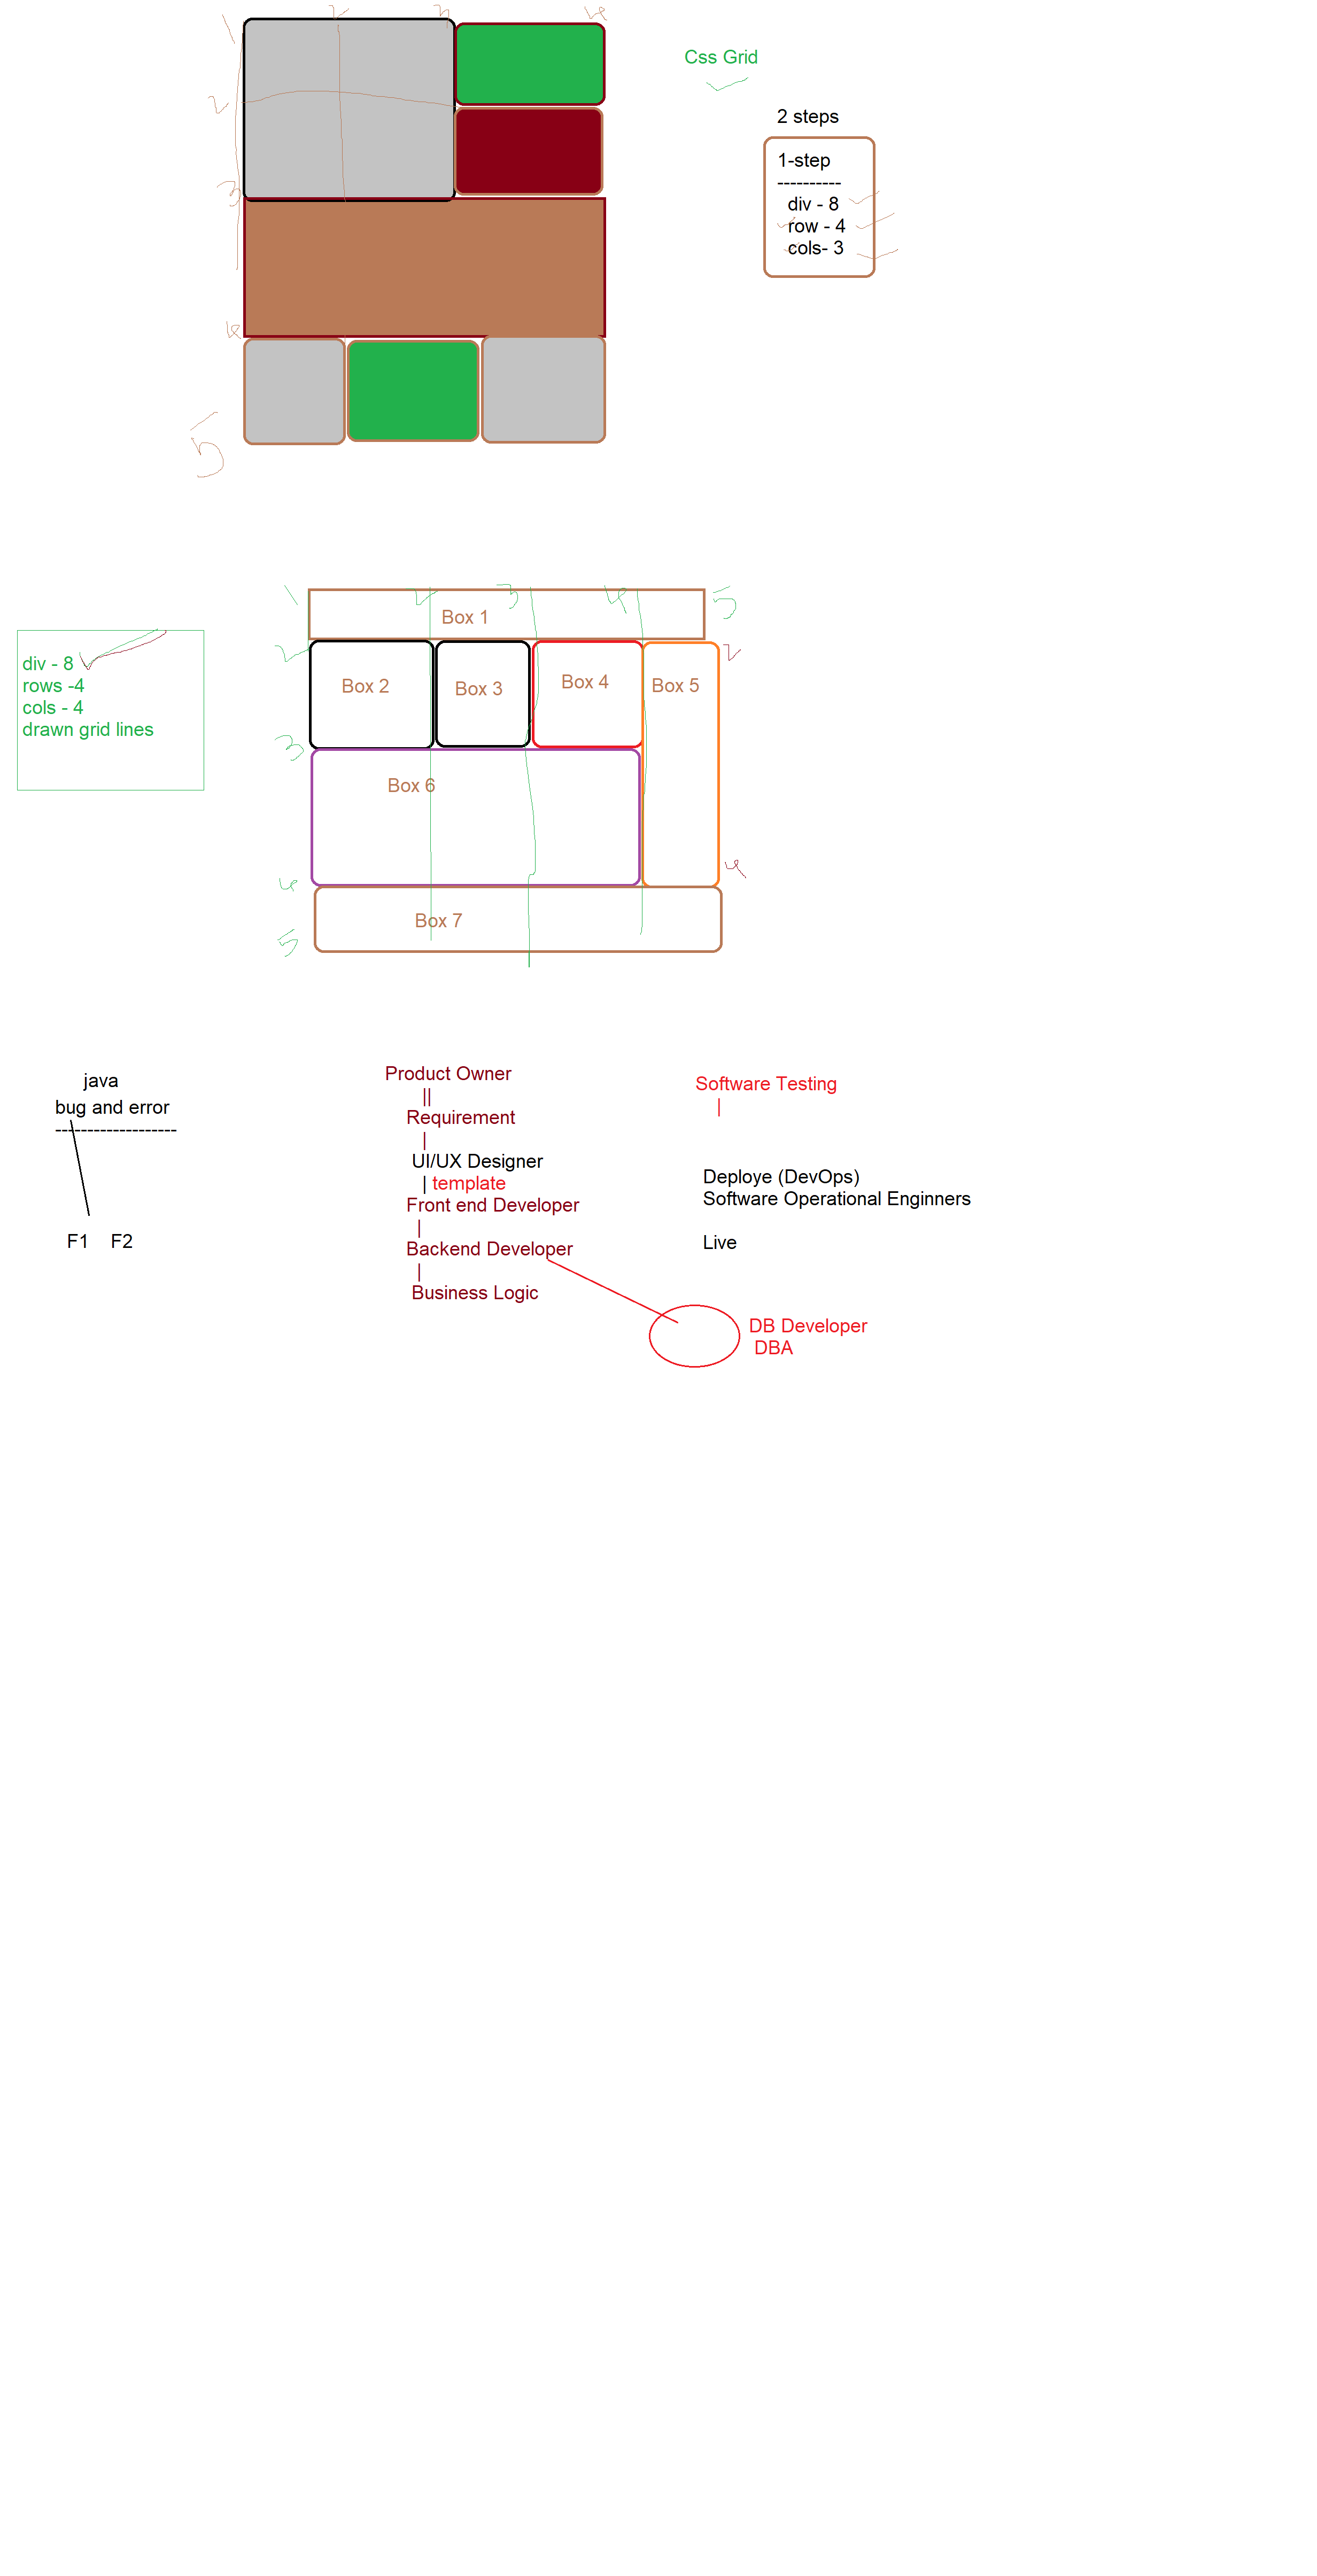 1 2 3 4
Css Grid
2
2 steps
1-step
----------
3
div - 8
row - 4
cols- 3
4
5
1 2 3 4 5
Box 1
2 2
div - 8
rows -4
cols - 4
drawn grid lines
Box 2 Box 3 Box 4 Box 5
3
Box 6
4 4
Box 7
5
java
bug and error
-------------------
F1 F2
Product Owner
||
Requirement
|
UI/UX Designer
| template
Front end Developer
|
Backend Developer
|
Business Logic
Software Testing
|
Deploye (DevOps)
Software Operational Enginners
Live
DB Developer
DBA